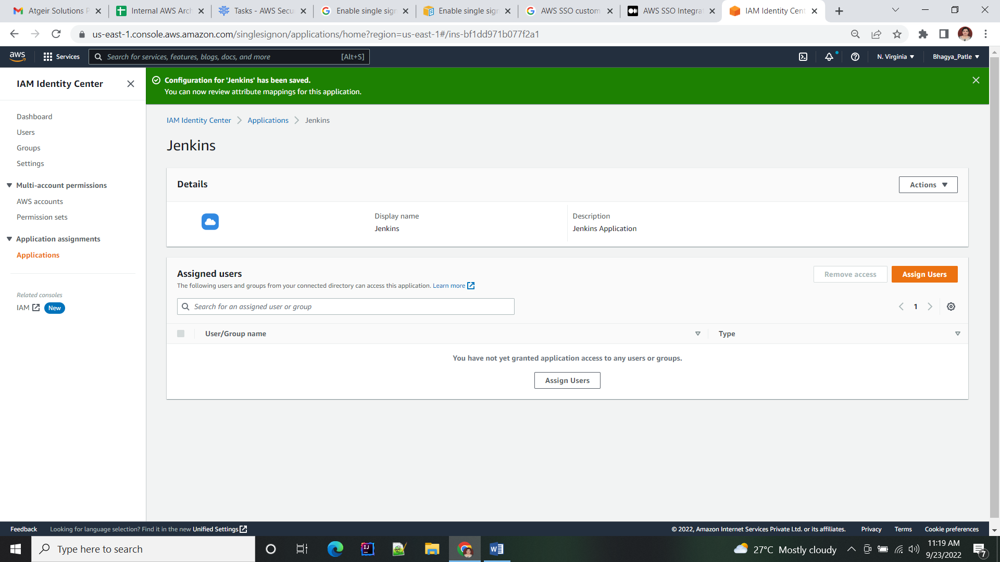 Atgeir Solutions P
Internal AWS Arch
Tasks - AWS Secu
Enable single sign
Enable single sign
AWS SSO custom
AWS SSO Integra
IAM Identity Cent
us-east-1.console.aws.amazon.com/singlesignon/applications/home?region=us-east-1#/ins-bf1dd971b077f2a1
aws
Services
Search for services, features, blogs, docs, and more
[Alt+S]
N. Virginia
Bhagya_Patle
IAM Identity Center
Dashboard
Users
Groups
Settings
Multi-account permissions
AWS accounts
Permission sets
Application assignments
Applications
Related consoles
IAM New
Configuration for 'Jenkins' has been saved.
You can now review attribute mappings for this application.
IAM Identity Center
Applications
Jenkins
Jenkins
Details
Actions
Display name
Jenkins
Description
Jenkins Application
Assigned users
The following users and groups from your connected directory can access this application. Learn more
Remove access
Assign Users
Search for an assigned user or group
1
User/Group name
Type
You have not yet granted application access to any users or groups.
Assign Users
Feedback
Looking for language selection? Find it in the new Unified Settings
© 2022, Amazon Internet Services Private Ltd. or its affiliates.
Privacy
Terms
Cookie preferences
Type here to search
27°C Mostly cloudy
11:19 AM
9/23/2022
7